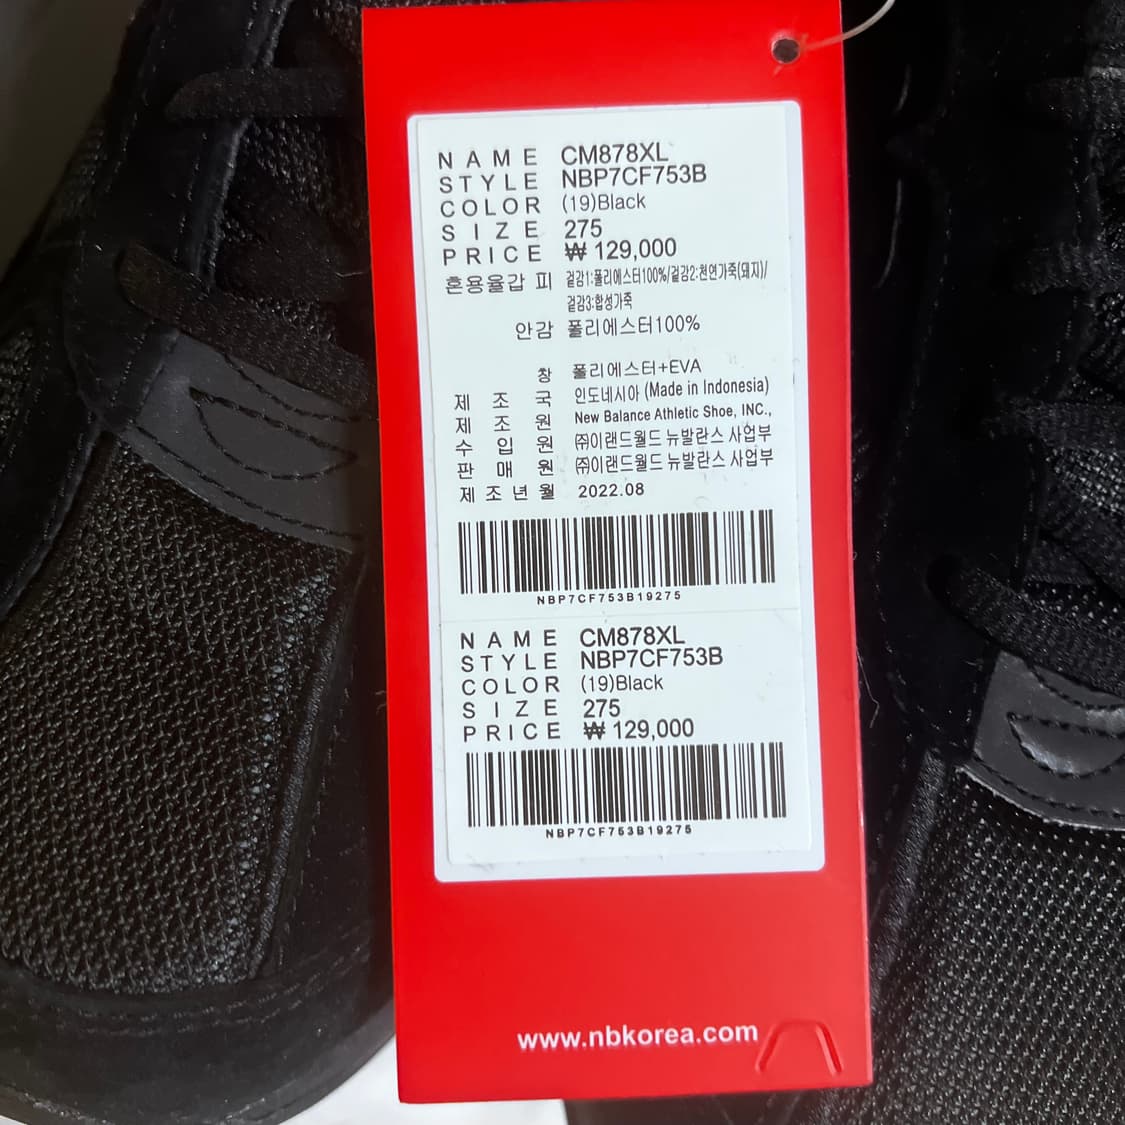 NAME CM878XL
STYLE NBP7CF753B
COLOR (19)Black
SIZE 275
PRICE ₩ 129,000
혼용율갑 피 겉감1:폴리에스터100%/겉감2:천연가죽(돼지)/
겉감3:합성가죽
안감 폴리에스터100%
창 폴리에스터+EVA
제 조 국 인도네시아 (Made in Indonesia)
제 조 원 New Balance Athletic Shoe, INC.,
수 입 원 ㈜이랜드월드 뉴발란스 사업부
판 매 원 ㈜이랜드월드 뉴발란스 사업부
제조년월 2022.08
NBP7CF753B19275
NAME CM878XL
STYLE NBP7CF753B
COLOR (19)Black
SIZE 275
PRICE ₩ 129,000
NBP7CF753B19275
www.nbkorea.com